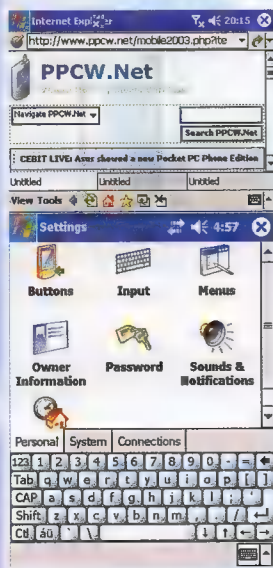 Internet Explorer 20:15
http://www.ppcw.net/mobile2003.php?ite
PPCW.Net
Navigate PPCW.Net
Search PPCW.Net
CEBIT LIVE: Asus showed a new Pocket PC Phone Edition
Untitled Untitled Untitled
View Tools
Settings 4:57
Buttons Input Menus
Owner Information Password Sounds & Notifications
Personal System Connections
123 1 2 3 4 5 6 7 8 9 0 - =
Tab q w e r t y u i o p [ ]
CAP a s d f g h j k l ; '
Shift z x c v b n m , . /
Ctl áü ` \